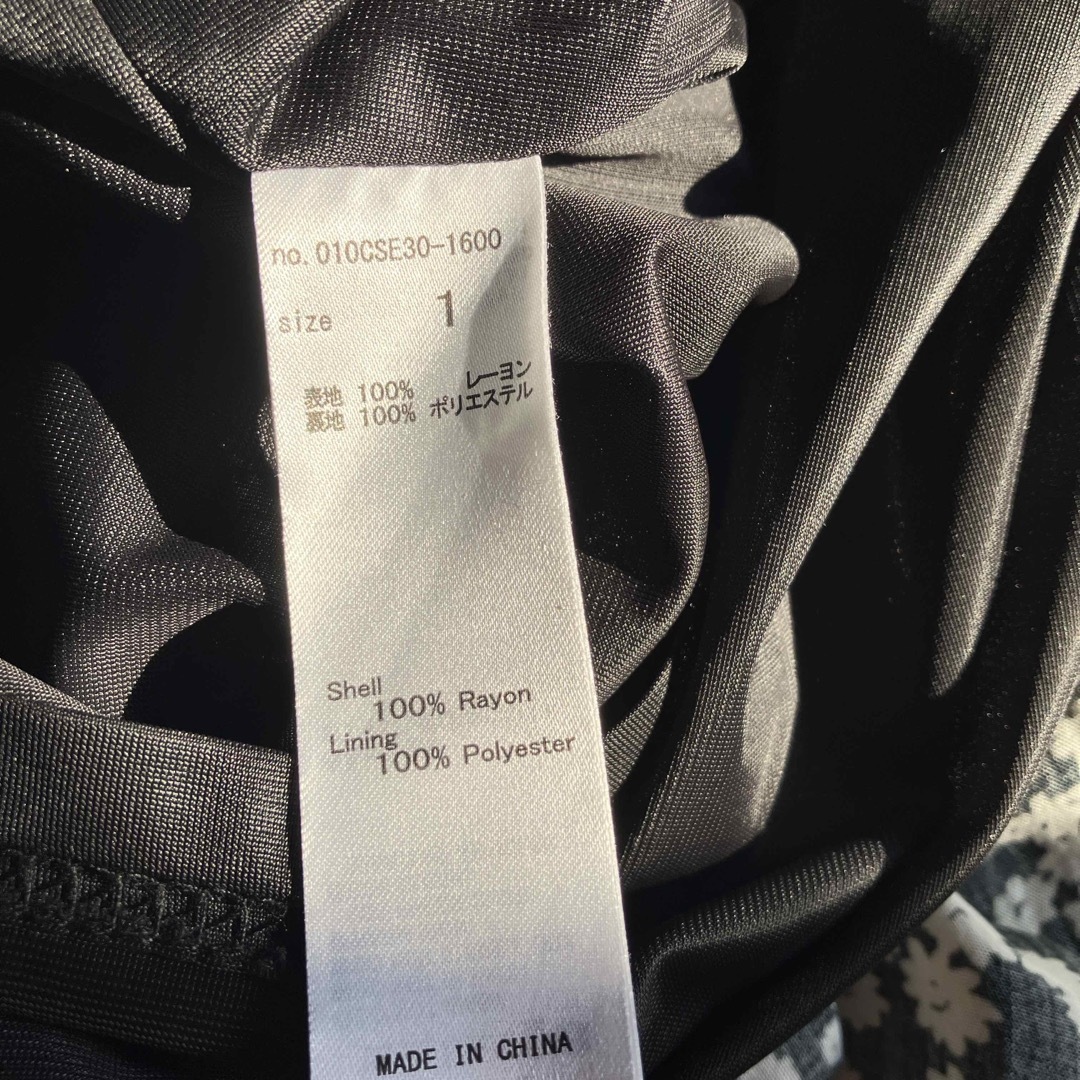 no.010CSE30-1600
size 1
表地 100% レーヨン
裏地 100% ポリエステル
Shell
100% Rayon
Lining
100% Polyester
MADE IN CHINA